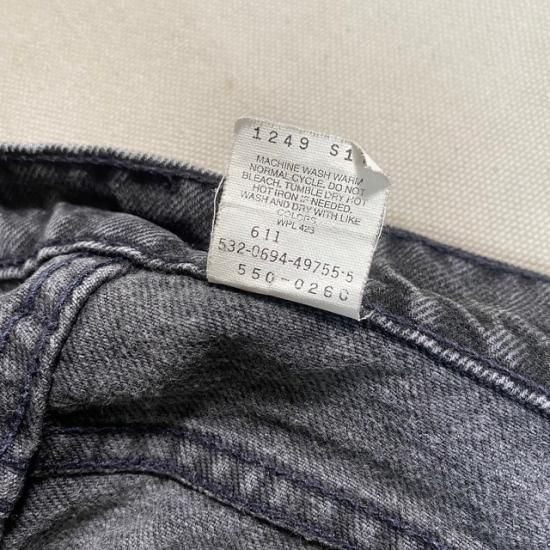 1249 S1
MACHINE WASH WARM
NORMAL CYCLE. DO NOT
BLEACH. TUMBLE DRY HOT
HOT IRON IF NEEDED.
WASH AND DRY WITH LIKE
COLORS
WPL 423
611
532-0694-49755-5
550-0260